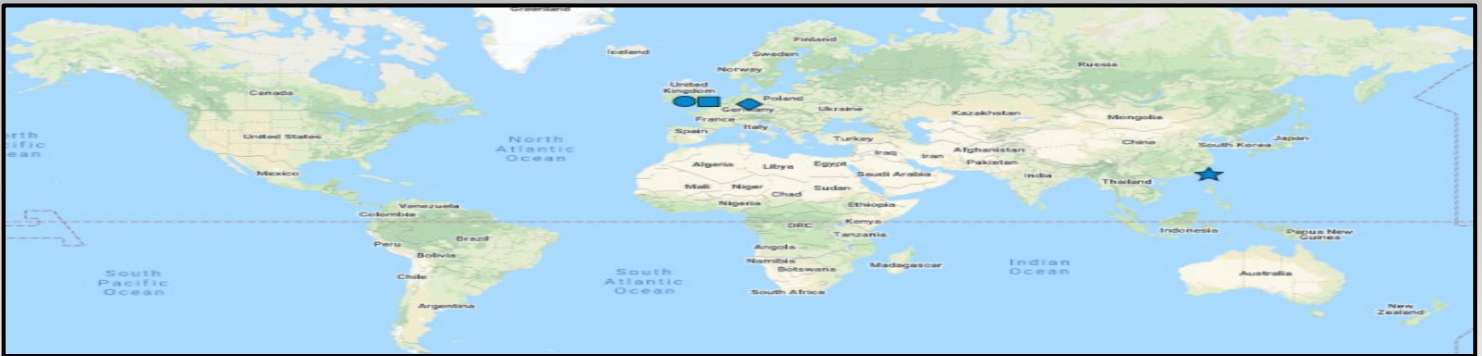 Greenland
Finland
Iceland
Sweden
Norway
Russia
United
Kingdom
Canada
Poland
Germany
Ukraine
Kazakhstan
France
Mongolia
Italy
Spain
United States
North
Atlantic
Ocean
Turkey
Japan
China
South Korea
Afghanistan
Iraq
Iran
Pakistan
Algeria
Libya
Egypt
Saudi Arabia
Mexico
India
Thailand
Mali
Niger
Chad
Sudan
Nigeria
Ethiopia
Venezuela
Colombia
DRC
Kenya
Indonesia
Papua New
Guinea
Tanzania
Brazil
Peru
Angola
Bolivia
Namibia
Botswana
Madagascar
Indian
Ocean
South
Pacific
Ocean
South
Atlantic
Ocean
Chile
Australia
South Africa
Argentina
New
Zealand